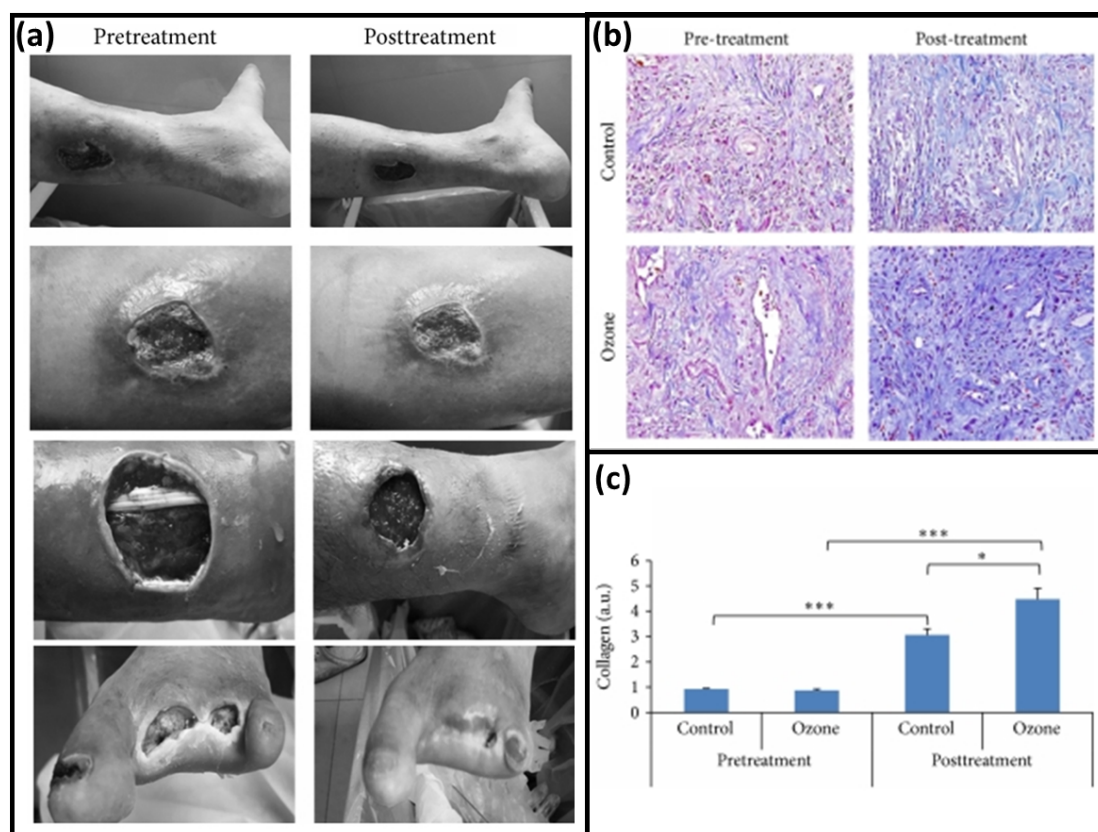 (a)
Pretreatment Posttreatment
(b)
Pre-treatment Post-treatment
Control
Ozone
(c)
***
***
*
Collagen (a.u.)
6
5
4
3
2
1
0
Control Ozone Control Ozone
Pretreatment Posttreatment